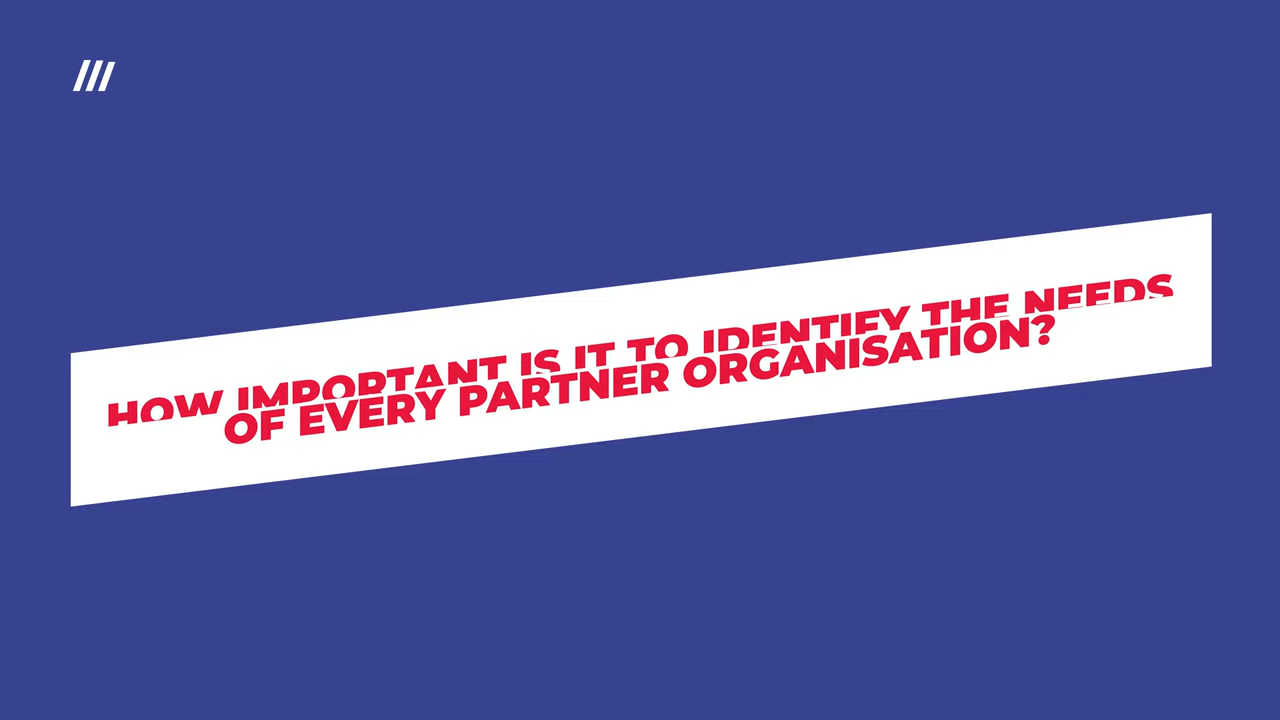 HOW IMPORTANT IS IT TO IDENTIFY THE NEEDS
OF EVERY PARTNER ORGANISATION?